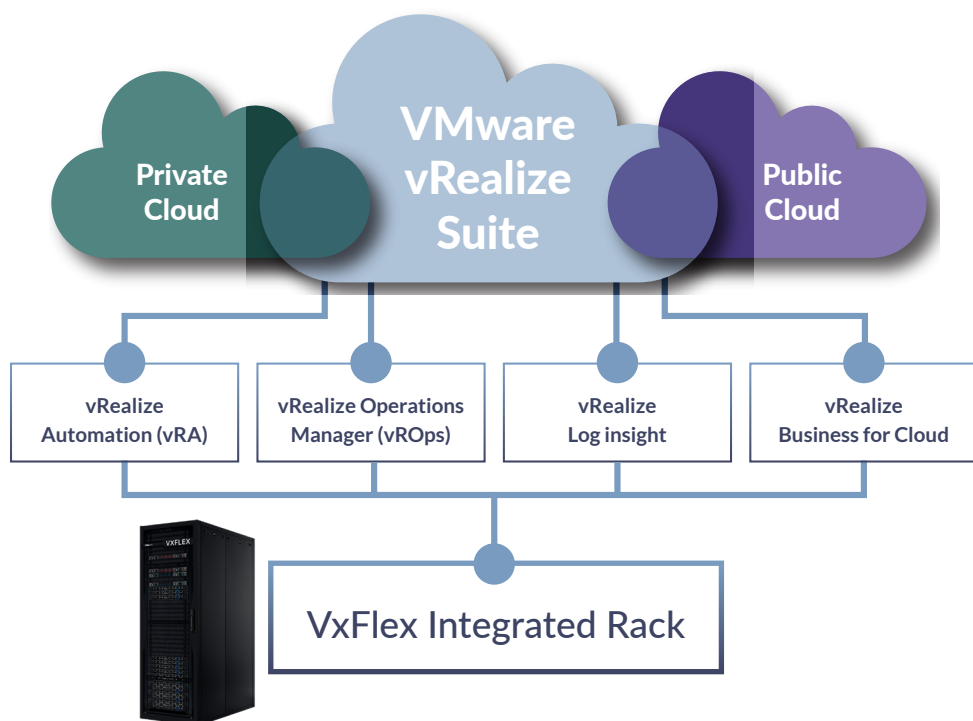 Private
Cloud
VMware
vRealize
Suite
Public
Cloud
vRealize
Automation (vRA)
vRealize Operations
Manager (vROps)
vRealize
Log insight
vRealize
Business for Cloud
VXFLEX
VxFlex Integrated Rack